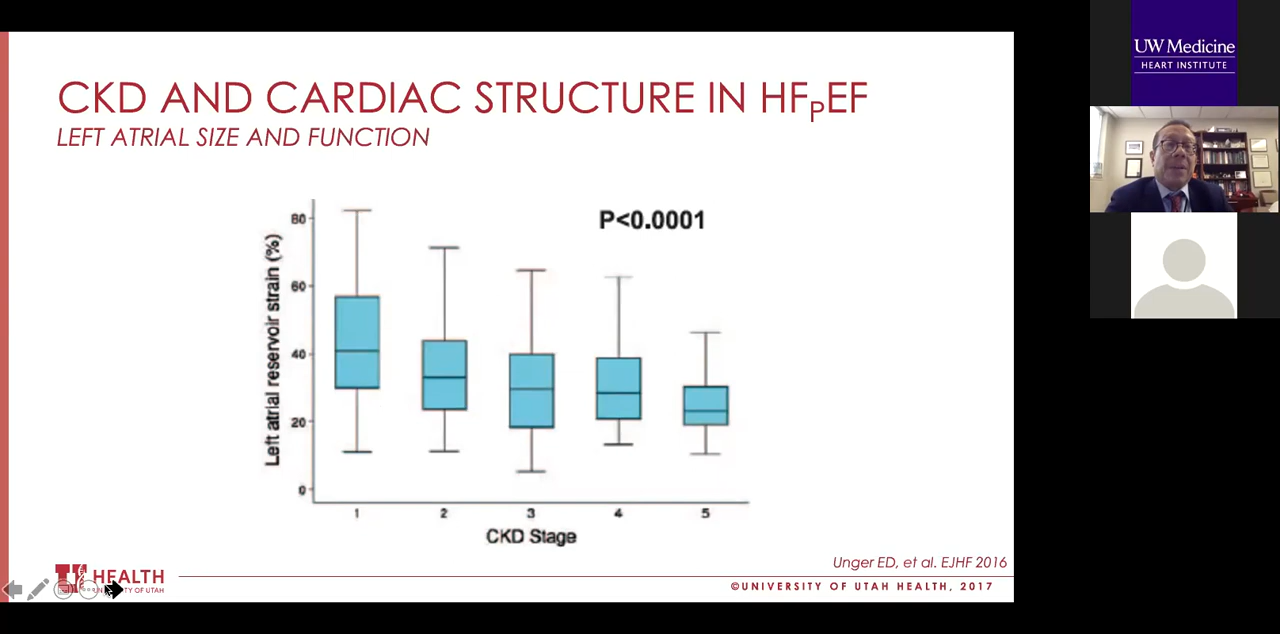 CKD AND CARDIAC STRUCTURE IN HFPEF
LEFT ATRIAL SIZE AND FUNCTION
P<0.0001
Left atrial reservoir strain (%)
80
60
40
20
0
1 2 3 4 5
CKD Stage
Unger ED, et al. EJHF 2016
HEALTH
UNIVERSITY OF UTAH
©UNIVERSITY OF UTAH HEALTH, 2017
UW Medicine
HEART INSTITUTE